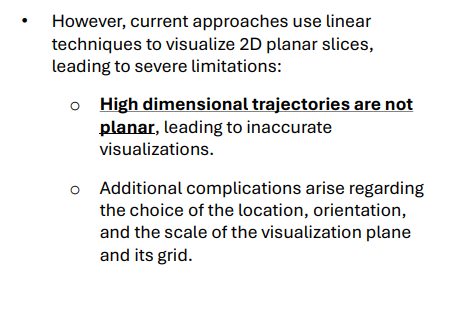 • However, current approaches use linear
techniques to visualize 2D planar slices,
leading to severe limitations:
o High dimensional trajectories are not
planar, leading to inaccurate
visualizations.
o Additional complications arise regarding
the choice of the location, orientation,
and the scale of the visualization plane
and its grid.